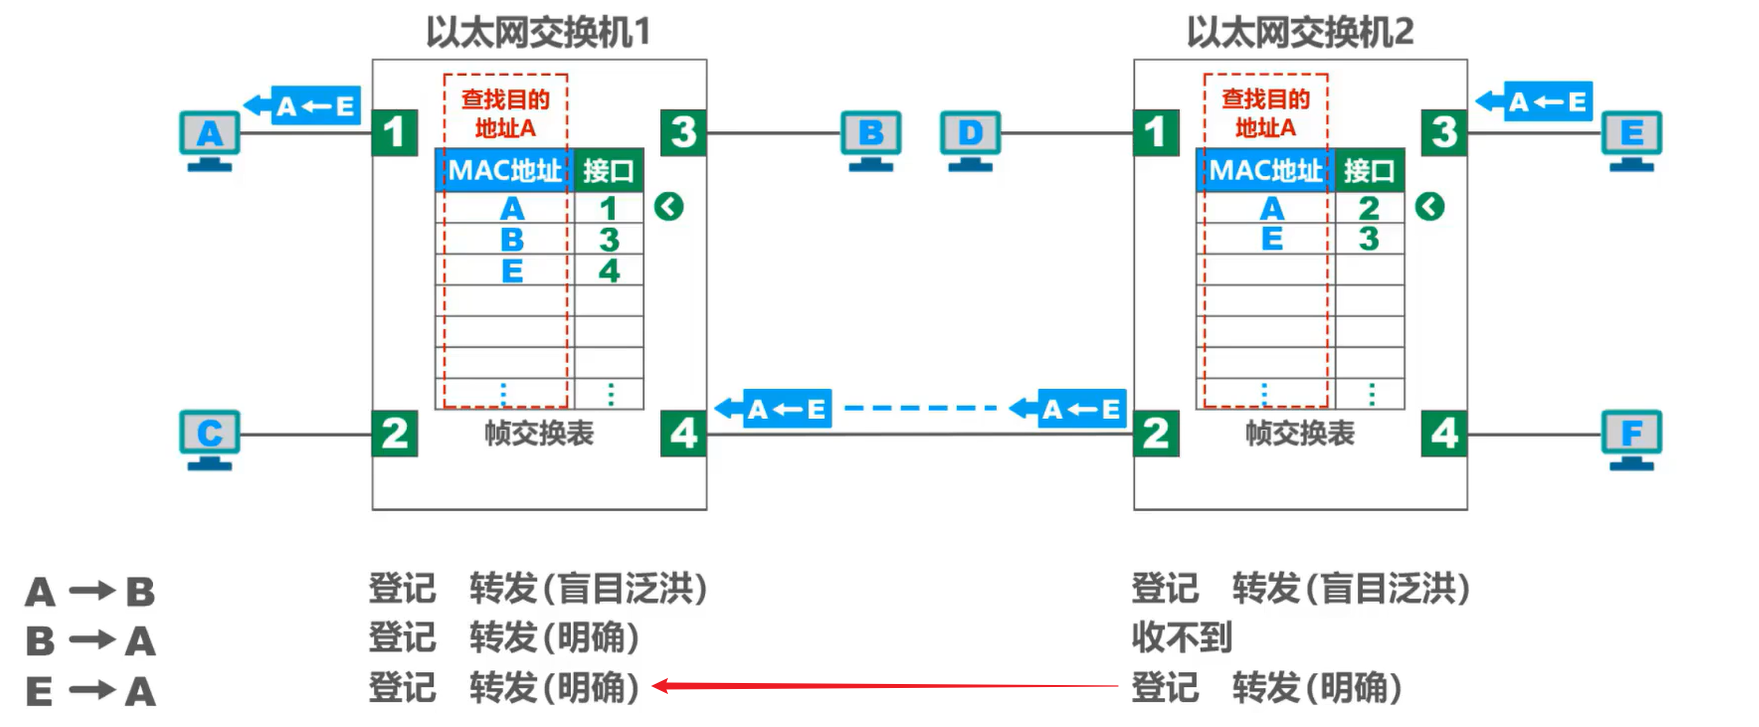 以太网交换机1 以太网交换机2
A←E A←E
查找目的 查找目的
地址A 地址A
A 1 3 B D 1 3 E
MAC地址 接口 MAC地址 接口
A 1 A 2
B 3 E 3
E 4
⋮ ⋮ ⋮ ⋮
A←E A←E
C 2 帧交换表 4 2 帧交换表 4 F
A→B 登记 转发(盲目泛洪) 登记 转发(盲目泛洪)
B→A 登记 转发(明确) 收不到
E→A 登记 转发(明确) 登记 转发(明确)